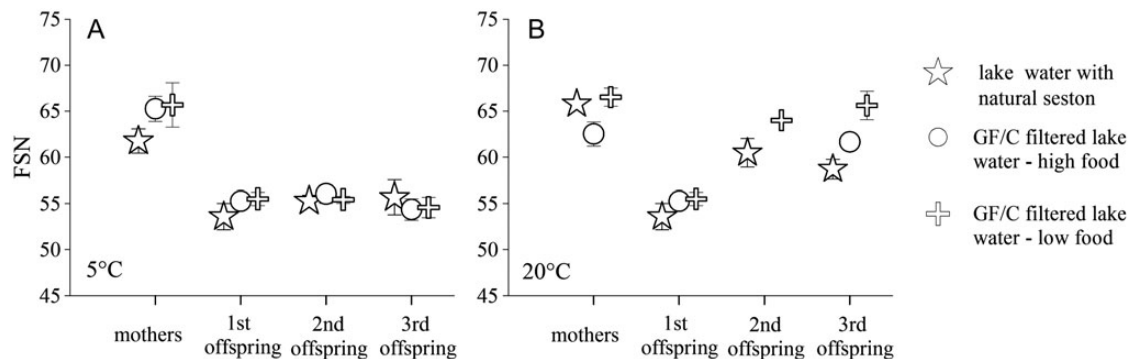 A
B
75
70
65
60
55
50
45
FSN
5°C
mothers
1st
offspring
2nd
offspring
3rd
offspring
75
70
65
60
55
50
45
20°C
mothers
1st
offspring
2nd
offspring
3rd
offspring
lake water with
natural seston
GF/C filtered lake
water - high food
GF/C filtered lake
water - low food